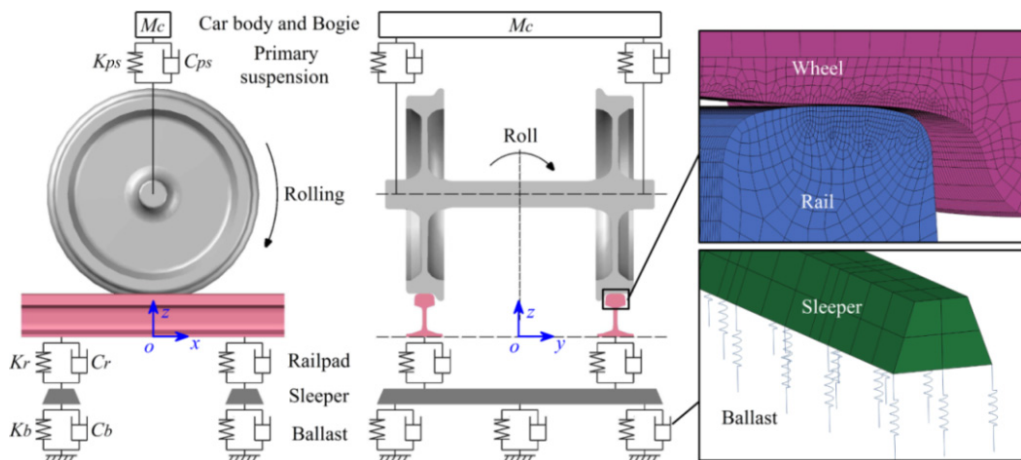 Mc
Car body and Bogie
Mc
Kps
Cps
Primary
suspension
Wheel
Roll
Rolling
Rail
z
o
x
z
o
y
Sleeper
Kr
Cr
Railpad
Sleeper
Kb
Cb
Ballast
Ballast